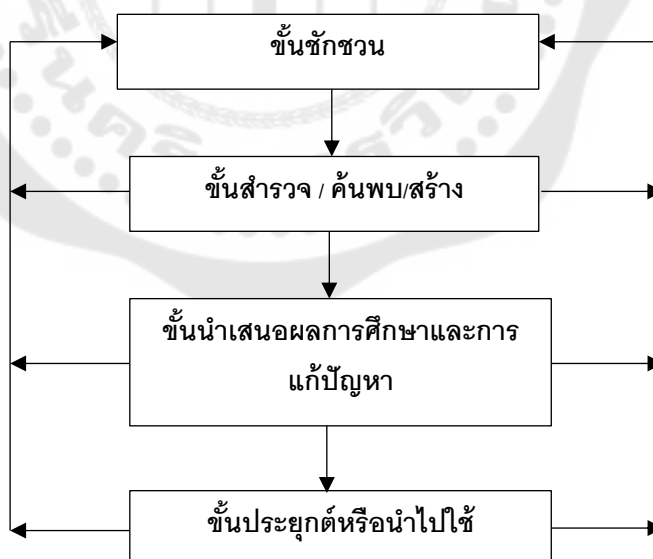 ขั้นชักชวน
ขั้นสำรวจ / ค้นพบ/สร้าง
ขั้นนำเสนอผลการศึกษาและการ
แก้ปัญหา
ขั้นประยุกต์หรือนำไปใช้